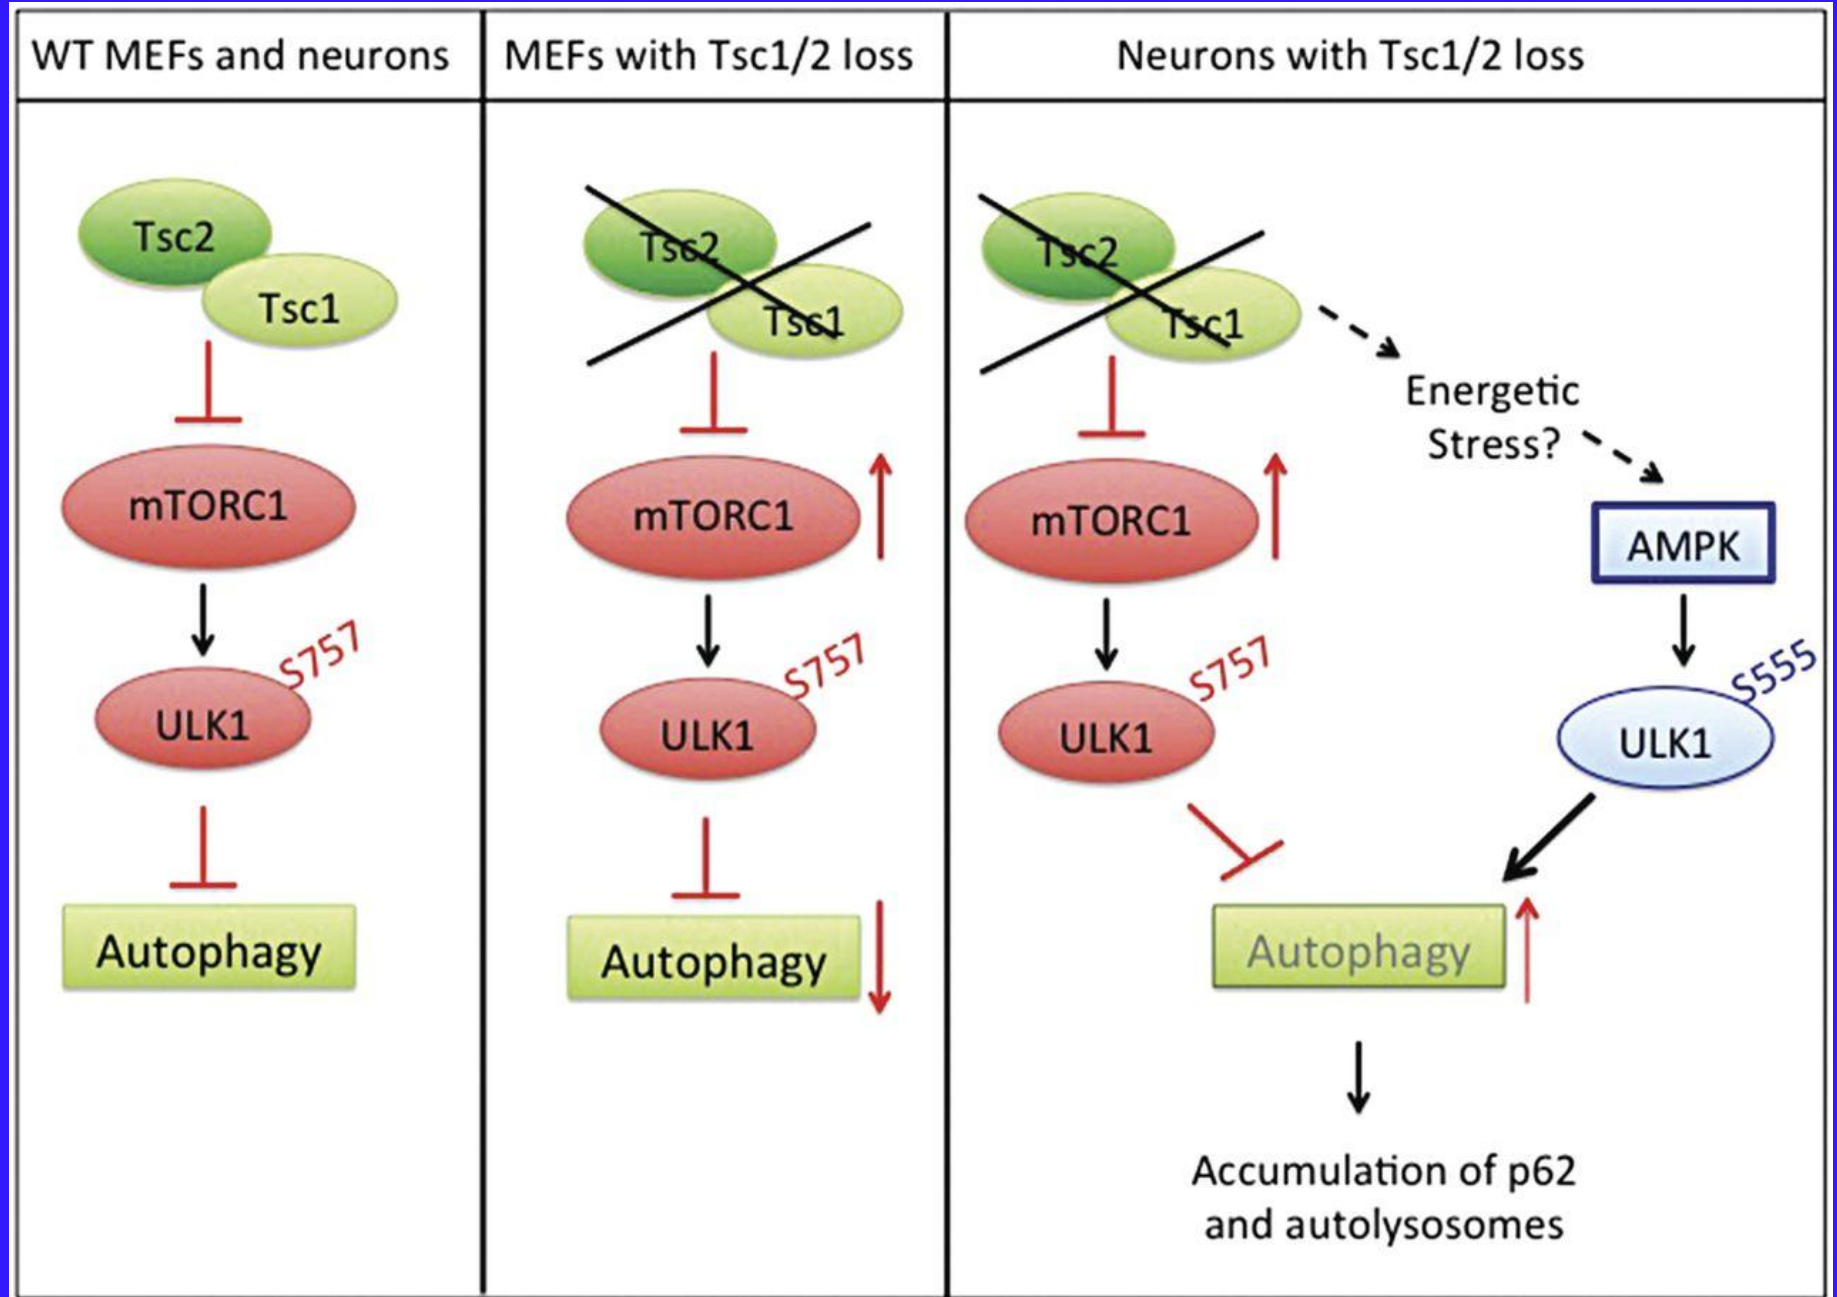 WT MEFs and neurons
Tsc2
Tsc1
mTORC1
S757
ULK1
Autophagy
MEFs with Tsc1/2 loss
Tsc2
Tsc1
mTORC1
S757
ULK1
Autophagy
Neurons with Tsc1/2 loss
Tsc2
Tsc1
Energetic
Stress?
mTORC1
AMPK
S757
ULK1
S555
ULK1
Autophagy
Accumulation of p62
and autolysosomes